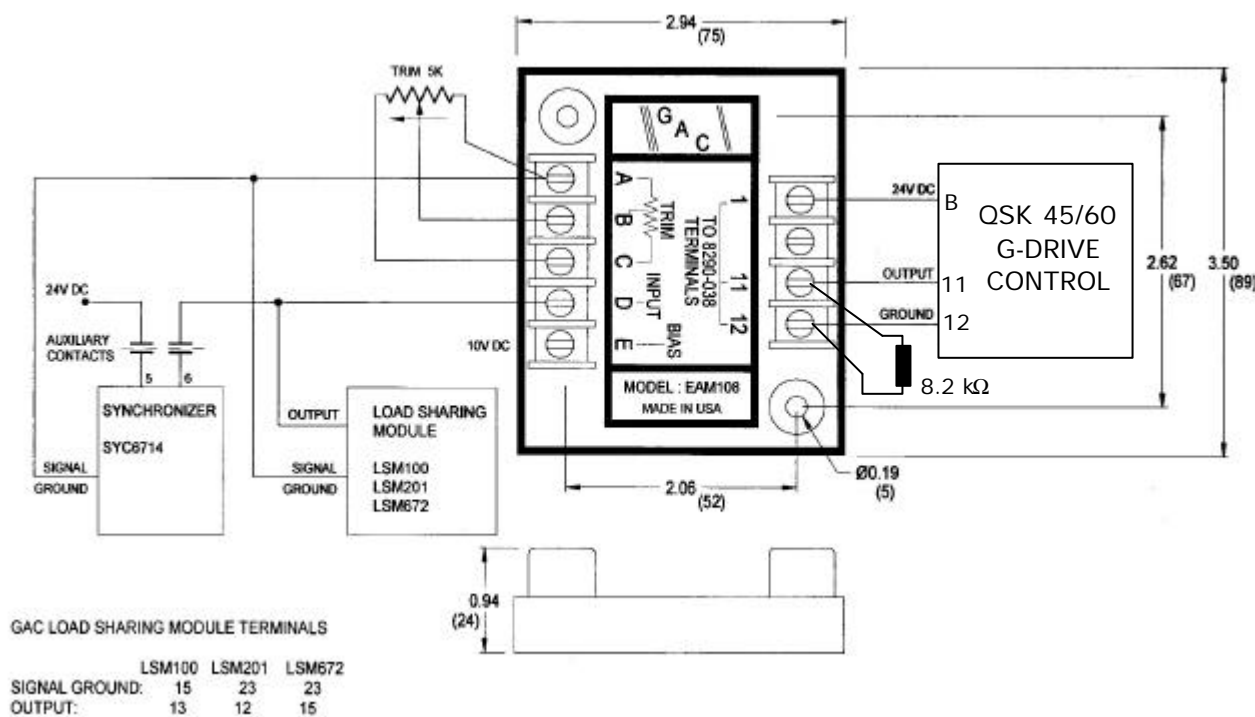 2.94
(75)
TRIM 5K
G A C
A
B
C
D
E
TRIM
INPUT
BIAS
TO 8290-038
TERMINALS
1
11
12
MODEL : EAM108
MADE IN USA
24V DC
OUTPUT
GROUND
B
11
12
QSK 45/60
G-DRIVE
CONTROL
8.2 kΩ
2.62
(67)
3.50
(89)
24V DC
AUXILIARY
CONTACTS
5
6
10V DC
SYNCHRONIZER
SYC6714
SIGNAL
GROUND
OUTPUT
SIGNAL
GROUND
LOAD SHARING
MODULE
LSM100
LSM201
LSM672
2.06
(52)
Ø0.19
(5)
0.94
(24)
GAC LOAD SHARING MODULE TERMINALS
LSM100 LSM201 LSM672
SIGNAL GROUND: 15 23 23
OUTPUT: 13 12 15